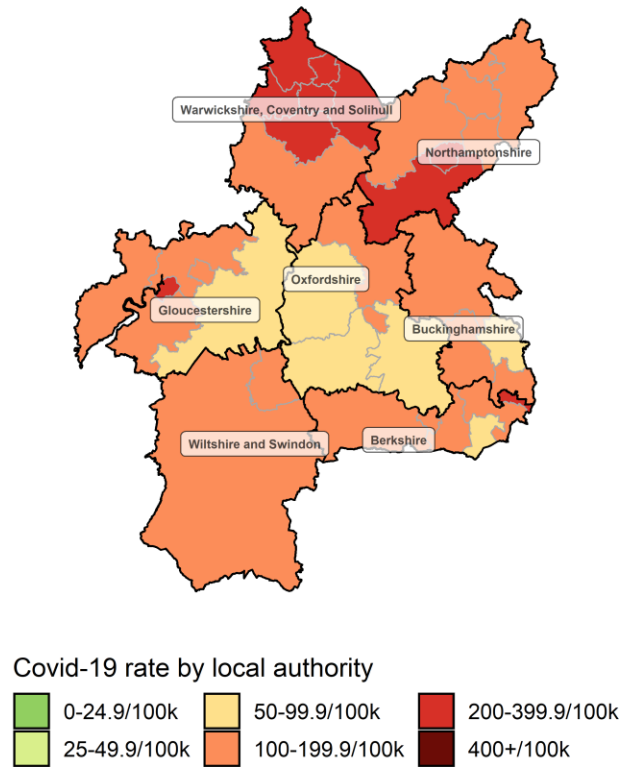 Warwickshire, Coventry and Solihull
Northamptonshire
Oxfordshire
Gloucestershire
Buckinghamshire
Wiltshire and Swindon
Berkshire
Covid-19 rate by local authority
0-24.9/100k
50-99.9/100k
200-399.9/100k
25-49.9/100k
100-199.9/100k
400+/100k